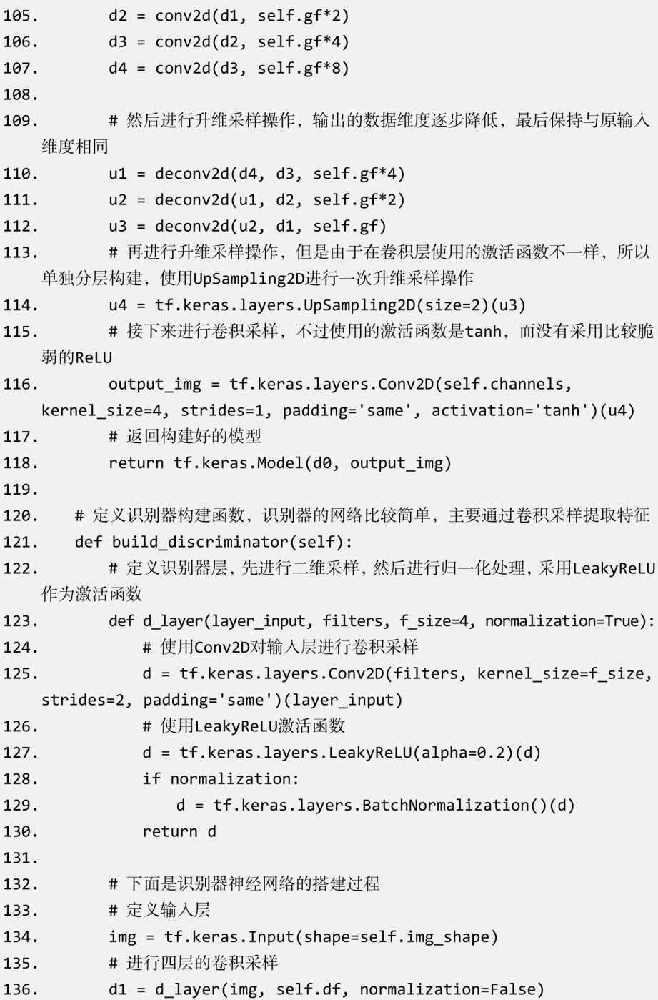 105.        d2 = conv2d(d1, self.gf*2)
106.        d3 = conv2d(d2, self.gf*4)
107.        d4 = conv2d(d3, self.gf*8)
108.
109.        # 然后进行升维采样操作，输出的数据维度逐步降低，最后保持与原输入
维度相同
110.        u1 = deconv2d(d4, d3, self.gf*4)
111.        u2 = deconv2d(u1, d2, self.gf*2)
112.        u3 = deconv2d(u2, d1, self.gf)
113.        # 再进行升维采样操作，但是由于在卷积层使用的激活函数不一样，所以
单独分层构建，使用UpSampling2D进行一次升维采样操作
114.        u4 = tf.keras.layers.UpSampling2D(size=2)(u3)
115.        # 接下来进行卷积采样，不过使用的激活函数是tanh，而没有采用比较脆
弱的ReLU
116.        output_img = tf.keras.layers.Conv2D(self.channels,
kernel_size=4, strides=1, padding='same', activation='tanh')(u4)
117.        # 返回构建好的模型
118.        return tf.keras.Model(d0, output_img)
119.
120.    # 定义识别器构建函数，识别器的网络比较简单，主要通过卷积采样提取特征
121.    def build_discriminator(self):
122.        # 定义识别器层，先进行二维采样，然后进行归一化处理，采用LeakyReLU
作为激活函数
123.        def d_layer(layer_input, filters, f_size=4, normalization=True):
124.            # 使用Conv2D对输入层进行卷积采样
125.            d = tf.keras.layers.Conv2D(filters, kernel_size=f_size,
strides=2, padding='same')(layer_input)
126.            # 使用LeakyReLU激活函数
127.            d = tf.keras.layers.LeakyReLU(alpha=0.2)(d)
128.            if normalization:
129.                d = tf.keras.layers.BatchNormalization()(d)
130.            return d
131.
132.        # 下面是识别器神经网络的搭建过程
133.        # 定义输入层
134.        img = tf.keras.Input(shape=self.img_shape)
135.        # 进行四层的卷积采样
136.        d1 = d_layer(img, self.df, normalization=False)